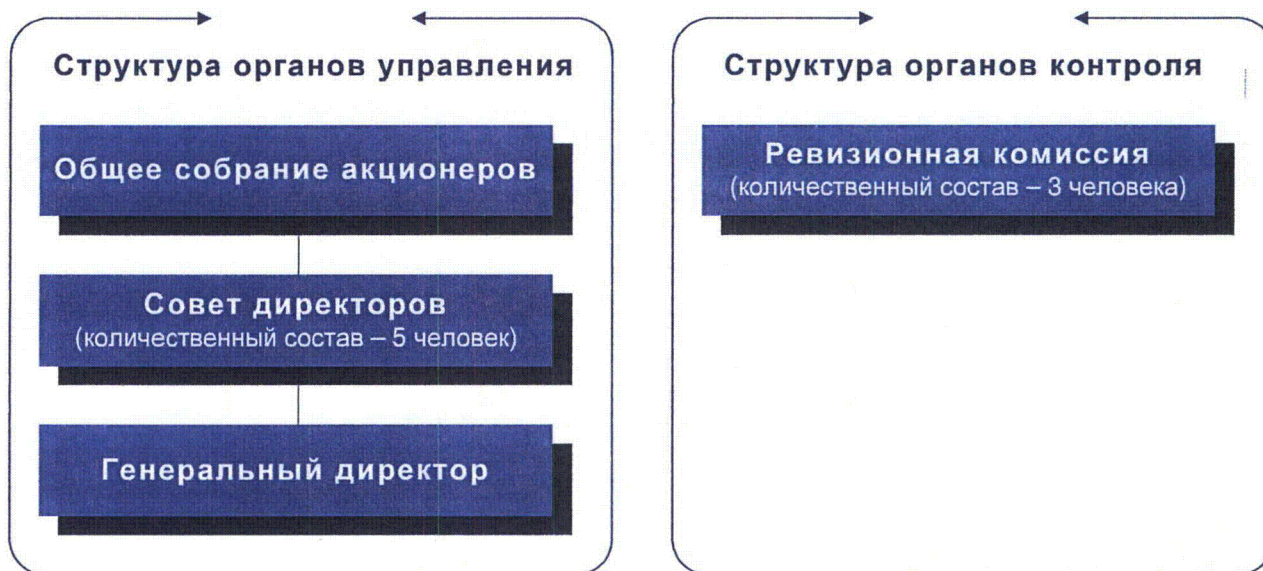 Структура органов управления
Общее собрание акционеров
Совет директоров
(количественный состав – 5 человек)
Генеральный директор
Структура органов контроля
Ревизионная комиссия
(количественный состав – 3 человека)